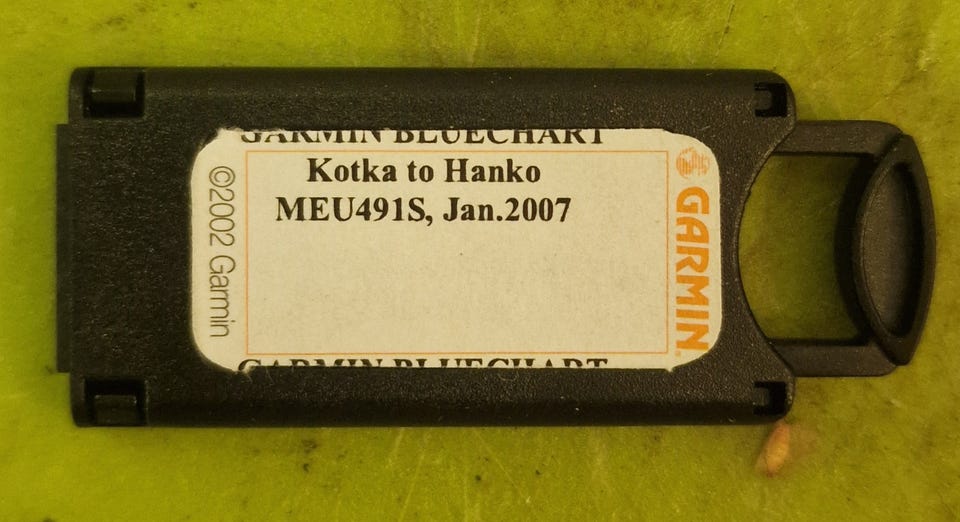 GARMIN BLUECHART
Kotka to Hanko
MEU491S, Jan.2007
GARMIN BLUECHART
©2002 Garmin
GARMIN